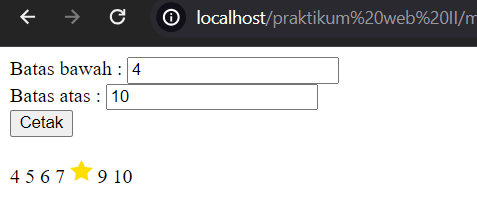 localhost/praktikum%20web%20II/m
Batas bawah : 4
Batas atas : 10
Cetak
4 5 6 7 ⭐ 9 10